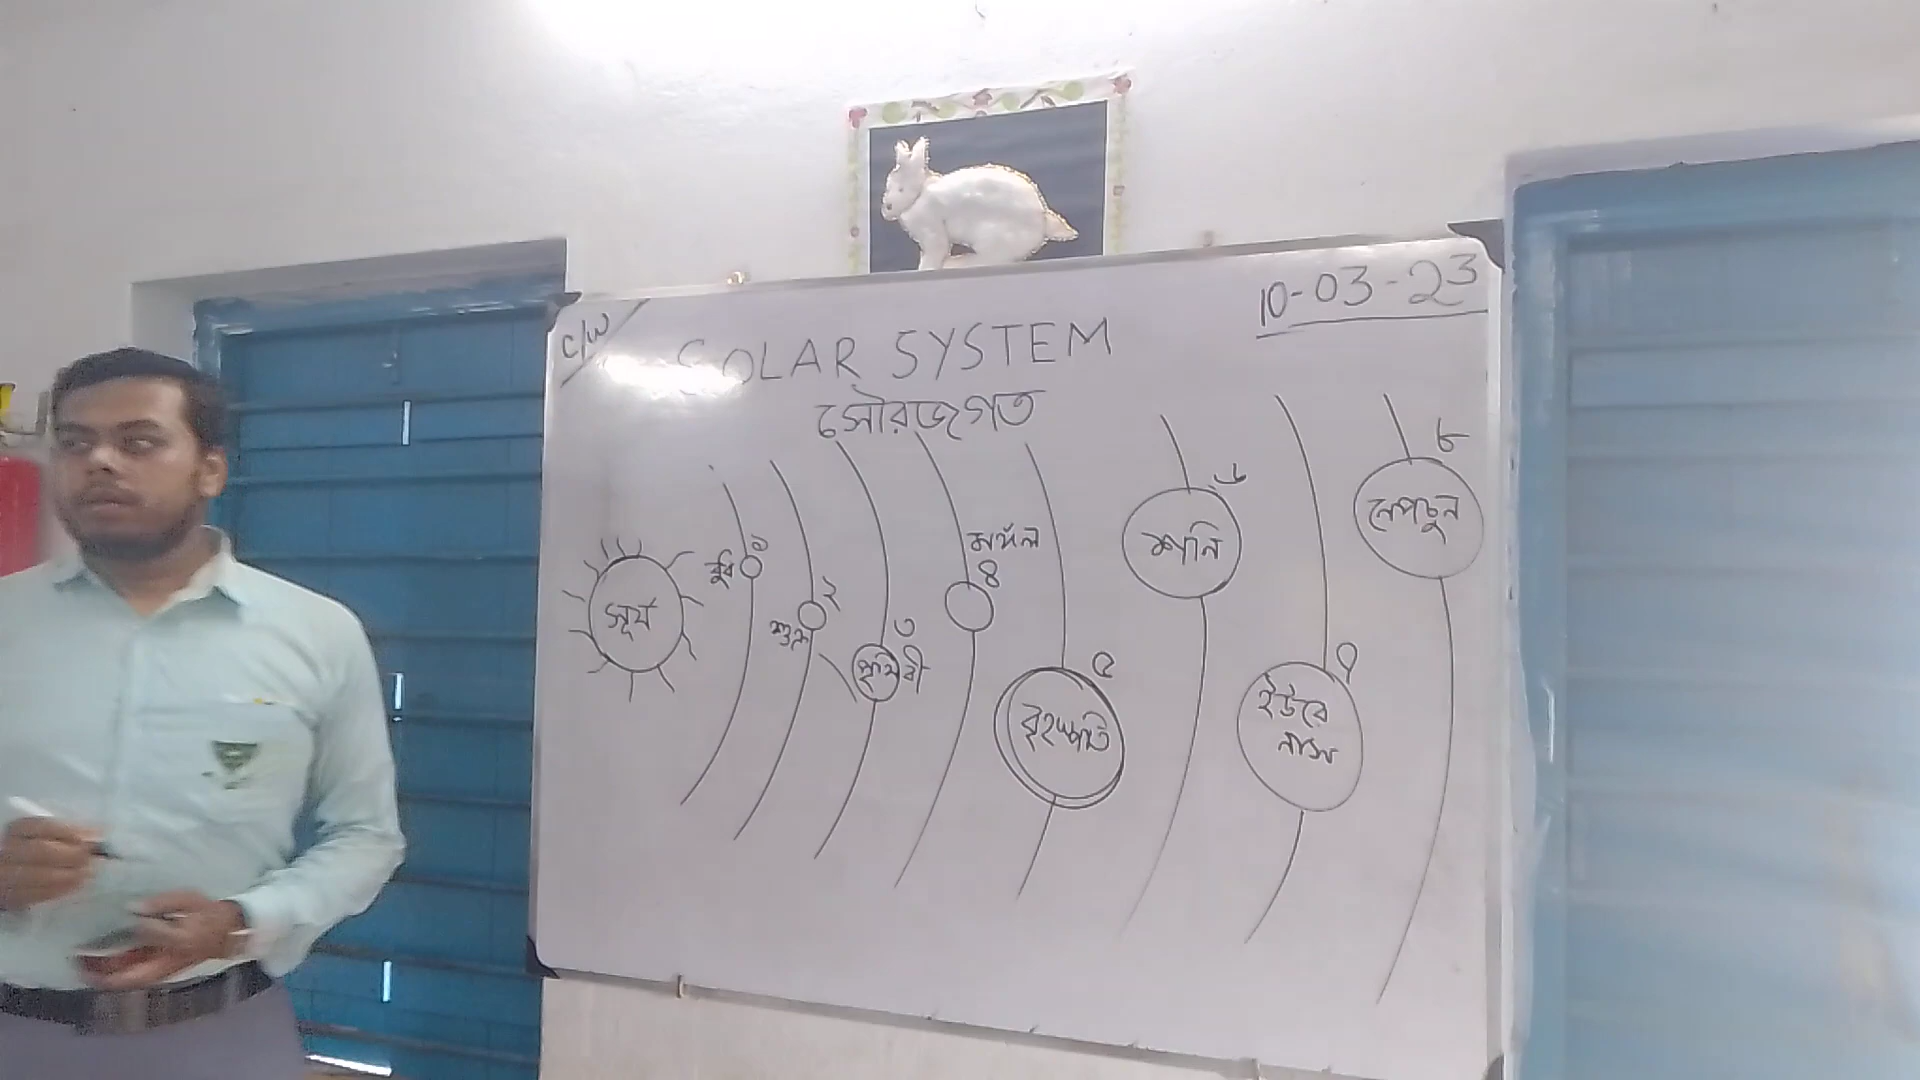 C/W
10-03-23
SOLAR SYSTEM
সৌরজগত
সূর্য
বুধ
১
২
শুক্র
৩
পৃথিবী
মঙ্গল
৪
৫
বৃহস্পতি
৬
শনি
৭
ইউরে
নাস
৮
নেপচুন